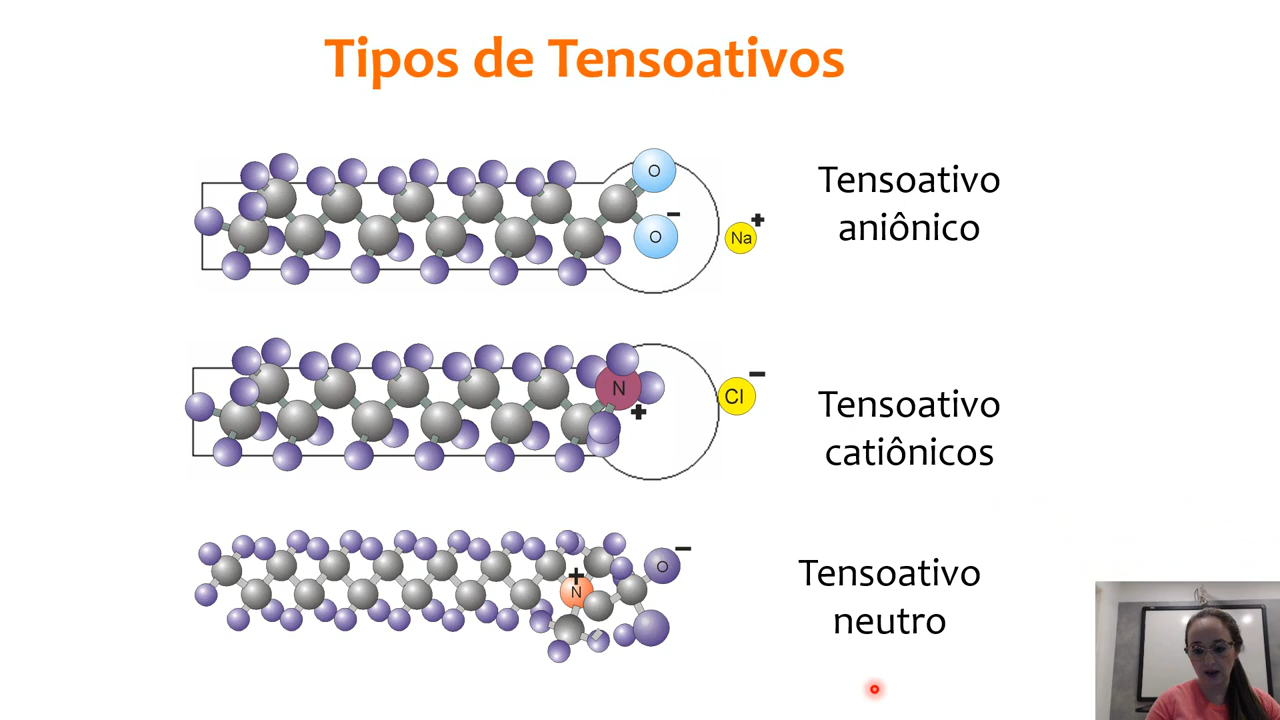 Tipos de Tensoativos
O
O
−
Na
+
Tensoativo
aniônico
N
+
Cl
−
Tensoativo
catiônicos
+
N
O
−
Tensoativo
neutro